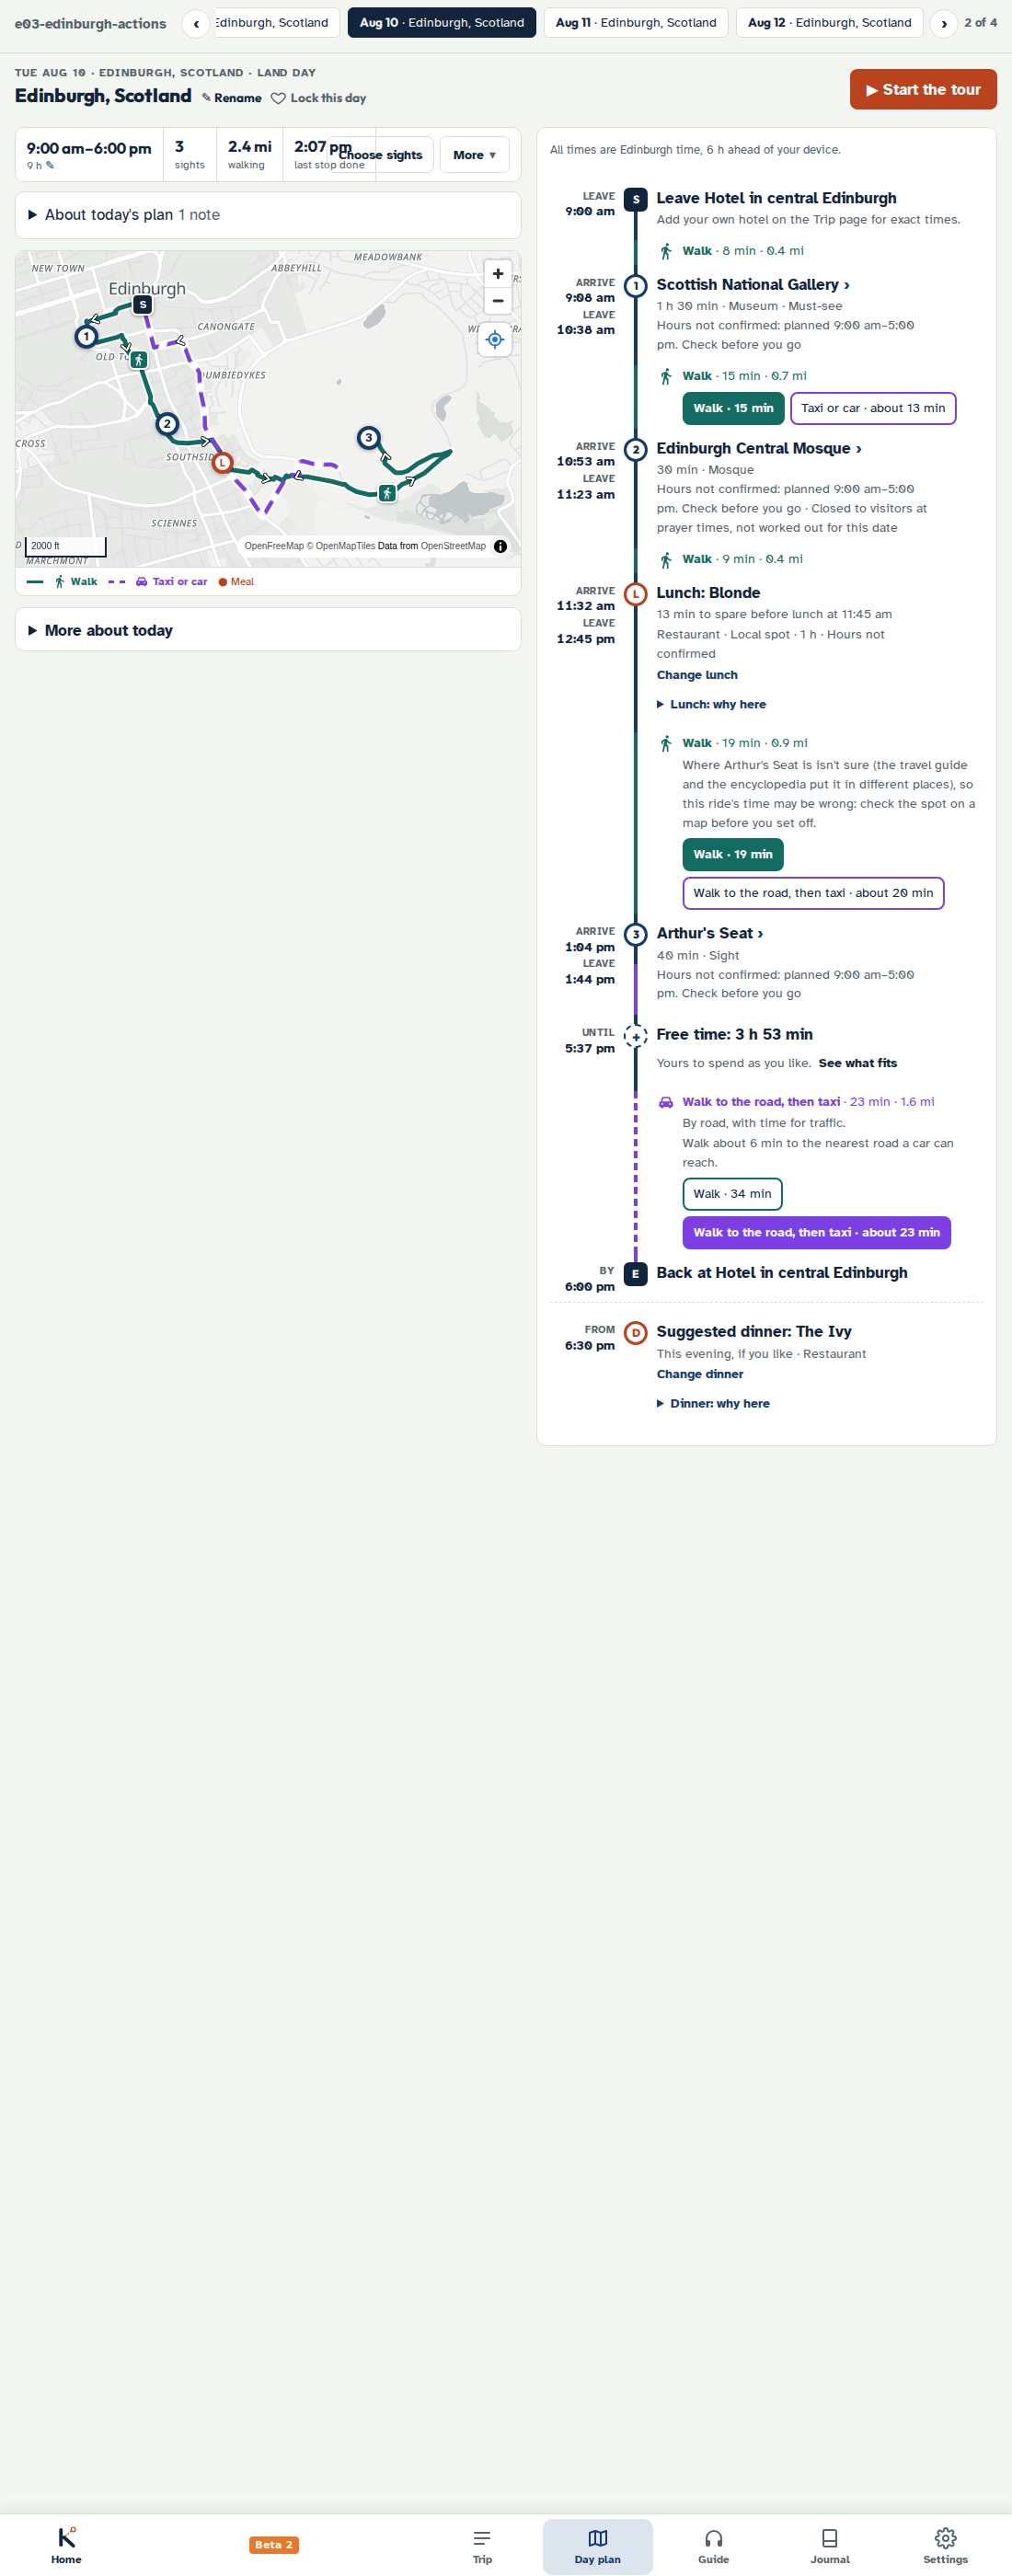 e03-edinburgh-actions
‹
Edinburgh, Scotland
Aug 10 · Edinburgh, Scotland
Aug 11 · Edinburgh, Scotland
Aug 12 · Edinburgh, Scotland
›
2 of 4
TUE AUG 10 · EDINBURGH, SCOTLAND · LAND DAY
Edinburgh, Scotland
✎ Rename
Lock this day
▶ Start the tour
9:00 am–6:00 pm
9 h ✎
3
sights
2.4 mi
walking
2:07 pm
last stop done
Choose sights
More ▾
▶ About today's plan 1 note
NEW TOWN
ABBEYHILL
MEADOWBANK
Edinburgh
S
CANONGATE
1
OLD TO
UMBIEDYKES
2
3
CROSS
SOUTHSID
L
SCIENNES
MARCHMONT
+
−
2000 ft
OpenFreeMap © OpenMapTiles Data from OpenStreetMap
Walk
Taxi or car
Meal
▶ More about today
All times are Edinburgh time, 6 h ahead of your device.
LEAVE
9:00 am
S
Leave Hotel in central Edinburgh
Add your own hotel on the Trip page for exact times.
Walk · 8 min · 0.4 mi
ARRIVE
9:08 am
LEAVE
10:38 am
1
Scottish National Gallery ›
1 h 30 min · Museum · Must-see
Hours not confirmed: planned 9:00 am–5:00
pm. Check before you go
Walk · 15 min · 0.7 mi
Walk · 15 min
Taxi or car · about 13 min
ARRIVE
10:53 am
LEAVE
11:23 am
2
Edinburgh Central Mosque ›
30 min · Mosque
Hours not confirmed: planned 9:00 am–5:00
pm. Check before you go · Closed to visitors at
prayer times, not worked out for this date
Walk · 9 min · 0.4 mi
ARRIVE
11:32 am
LEAVE
12:45 pm
L
Lunch: Blonde
13 min to spare before lunch at 11:45 am
Restaurant · Local spot · 1 h · Hours not
confirmed
Change lunch
▶ Lunch: why here
Walk · 19 min · 0.9 mi
Where Arthur's Seat is isn't sure (the travel guide
and the encyclopedia put it in different places), so
this ride's time may be wrong: check the spot on a
map before you set off.
Walk · 19 min
Walk to the road, then taxi · about 20 min
ARRIVE
1:04 pm
LEAVE
1:44 pm
3
Arthur's Seat ›
40 min · Sight
Hours not confirmed: planned 9:00 am–5:00
pm. Check before you go
UNTIL
5:37 pm
+
Free time: 3 h 53 min
Yours to spend as you like. See what fits
Walk to the road, then taxi · 23 min · 1.6 mi
By road, with time for traffic.
Walk about 6 min to the nearest road a car can
reach.
Walk · 34 min
Walk to the road, then taxi · about 23 min
BY
6:00 pm
E
Back at Hotel in central Edinburgh
FROM
6:30 pm
D
Suggested dinner: The Ivy
This evening, if you like · Restaurant
Change dinner
▶ Dinner: why here
Home
Beta 2
Trip
Day plan
Guide
Journal
Settings